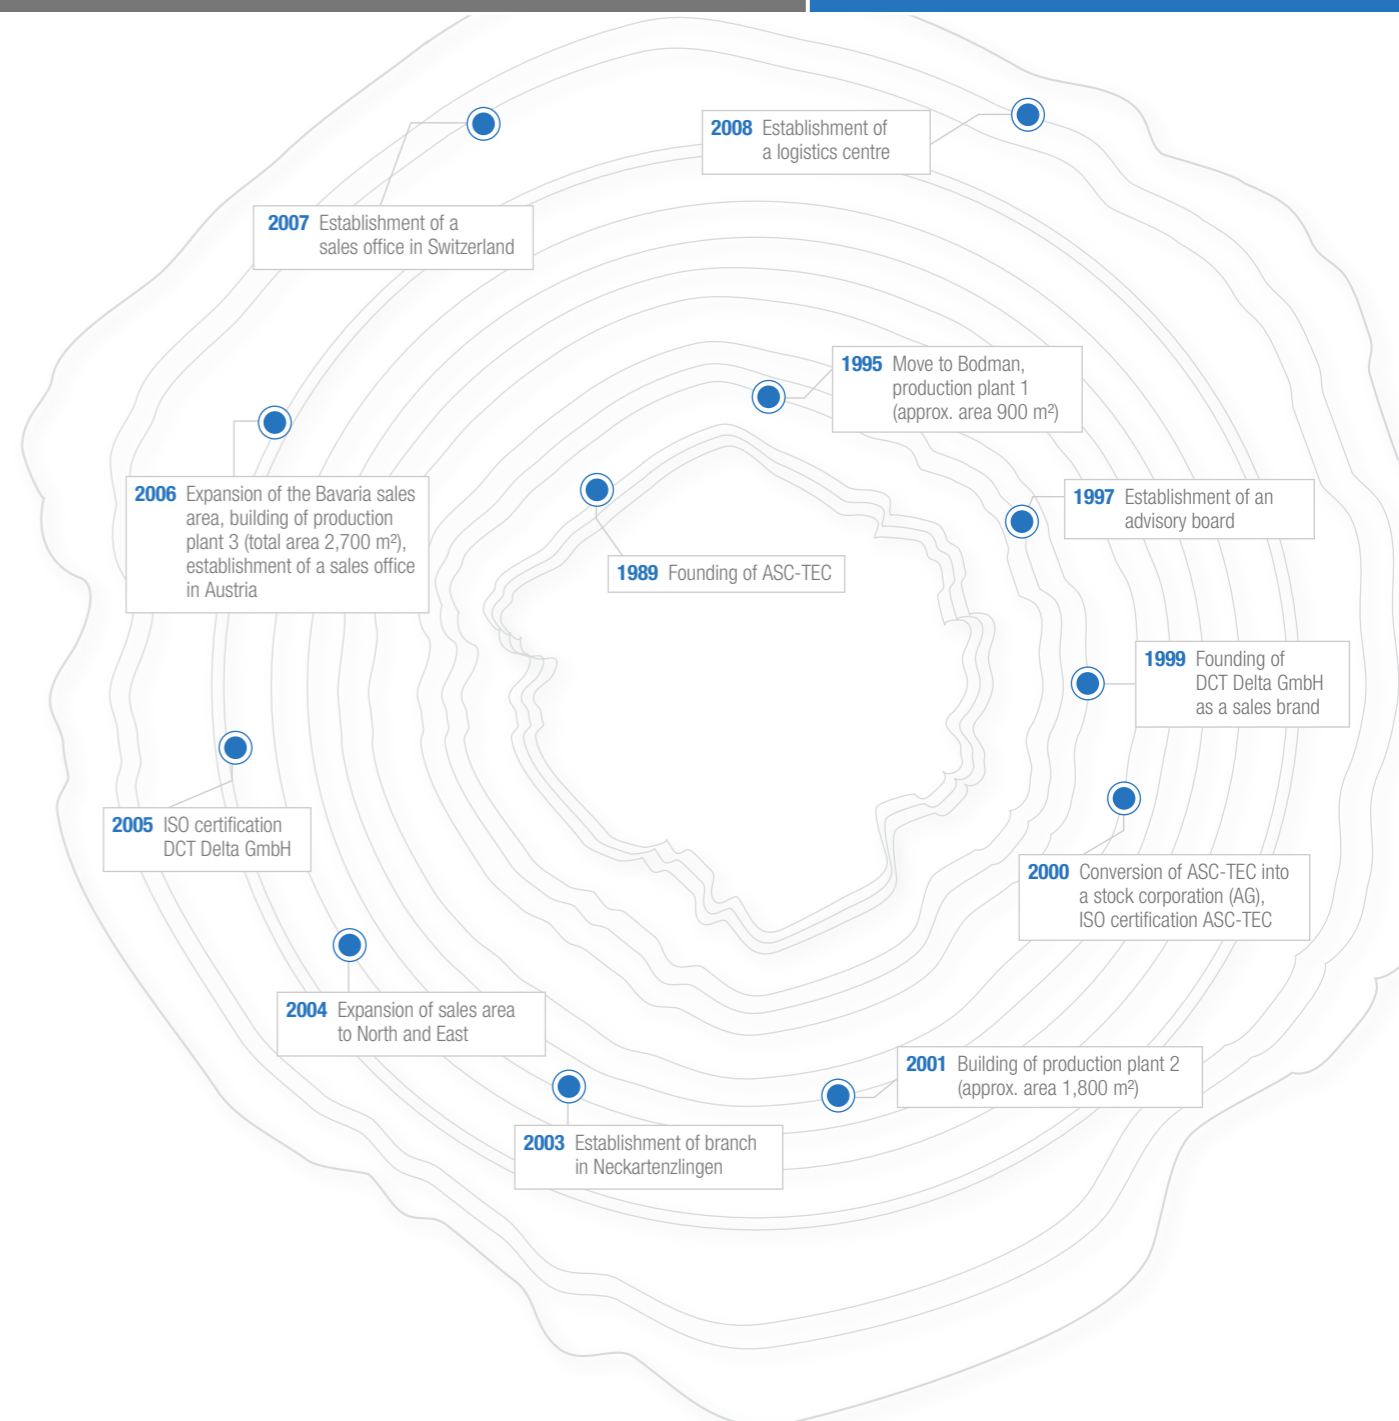 2008 Establishment of
a logistics centre
2007 Establishment of a
sales office in Switzerland
1995 Move to Bodman,
production plant 1
(approx. area 900 m²)
2006 Expansion of the Bavaria sales
area, building of production
plant 3 (total area 2,700 m²),
establishment of a sales office
in Austria
1997 Establishment of an
advisory board
1989 Founding of ASC-TEC
1999 Founding of
DCT Delta GmbH
as a sales brand
2005 ISO certification
DCT Delta GmbH
2000 Conversion of ASC-TEC into
a stock corporation (AG),
ISO certification ASC-TEC
2004 Expansion of sales area
to North and East
2001 Building of production plant 2
(approx. area 1,800 m²)
2003 Establishment of branch
in Neckartenzlingen